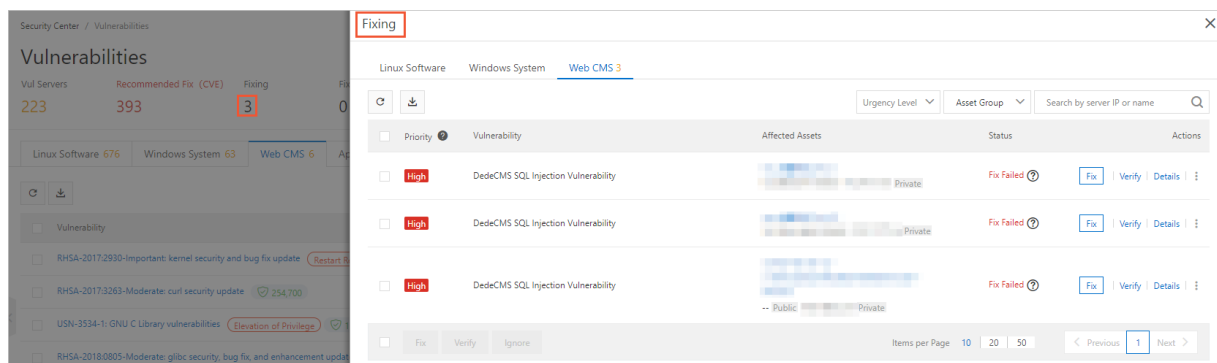 Security Center / Vulnerabilities
Vulnerabilities
Vul Servers Recommended Fix (CVE) Fixing Fix
223 393 3 0
Linux Software 676 Windows System 63 Web CMS 6 Ap
Vulnerability
RHSA-2017:2930-Important: kernel security and bug fix update Restart R
RHSA-2017:3263-Moderate: curl security update 254,700
USN-3534-1: GNU C Library vulnerabilities Elevation of Privilege
RHSA-2018:0805-Moderate: glibc security, bug fix, and enhancement updat
Fixing
Linux Software Windows System Web CMS 3
Urgency Level Asset Group Search by server IP or name
Priority Vulnerability Affected Assets Status Actions
High DedeCMS SQL Injection Vulnerability Private Fix Failed Fix Verify Details
High DedeCMS SQL Injection Vulnerability Private Fix Failed Fix Verify Details
High DedeCMS SQL Injection Vulnerability -- Public Private Fix Failed Fix Verify Details
Fix Verify Ignore Items per Page 10 20 50 < Previous 1 Next >